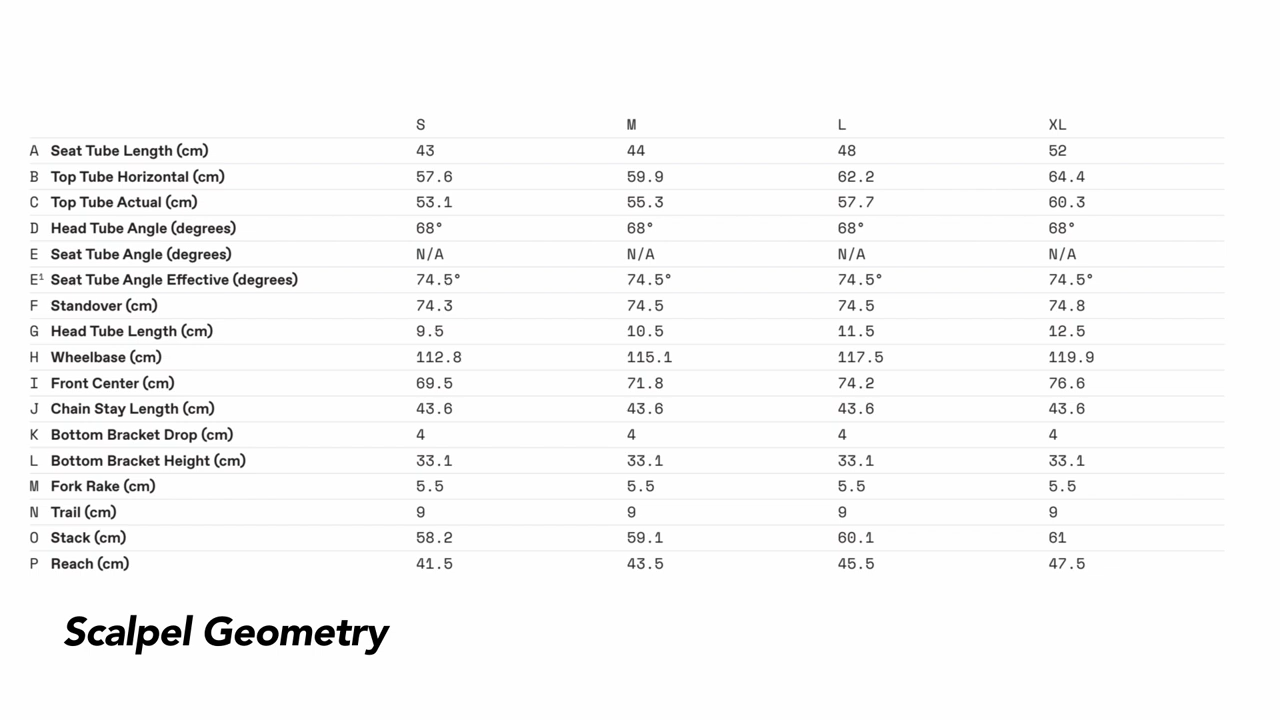 S M L XL
A Seat Tube Length (cm) 43 44 48 52
B Top Tube Horizontal (cm) 57.6 59.9 62.2 64.4
C Top Tube Actual (cm) 53.1 55.3 57.7 60.3
D Head Tube Angle (degrees) 68° 68° 68° 68°
E Seat Tube Angle (degrees) N/A N/A N/A N/A
E¹ Seat Tube Angle Effective (degrees) 74.5° 74.5° 74.5° 74.5°
F Standover (cm) 74.3 74.5 74.5 74.8
G Head Tube Length (cm) 9.5 10.5 11.5 12.5
H Wheelbase (cm) 112.8 115.1 117.5 119.9
I Front Center (cm) 69.5 71.8 74.2 76.6
J Chain Stay Length (cm) 43.6 43.6 43.6 43.6
K Bottom Bracket Drop (cm) 4 4 4 4
L Bottom Bracket Height (cm) 33.1 33.1 33.1 33.1
M Fork Rake (cm) 5.5 5.5 5.5 5.5
N Trail (cm) 9 9 9 9
O Stack (cm) 58.2 59.1 60.1 61
P Reach (cm) 41.5 43.5 45.5 47.5
Scalpel Geometry